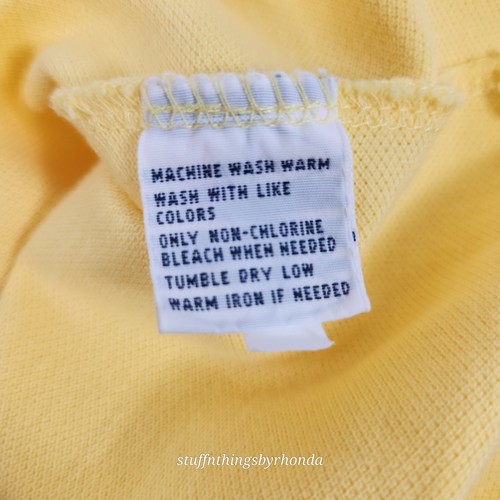 MACHINE WASH WARM
WASH WITH LIKE
COLORS
ONLY NON-CHLORINE
BLEACH WHEN NEEDED
TUMBLE DRY LOW
WARM IRON IF NEEDED
stuffnthingsbyrhonda